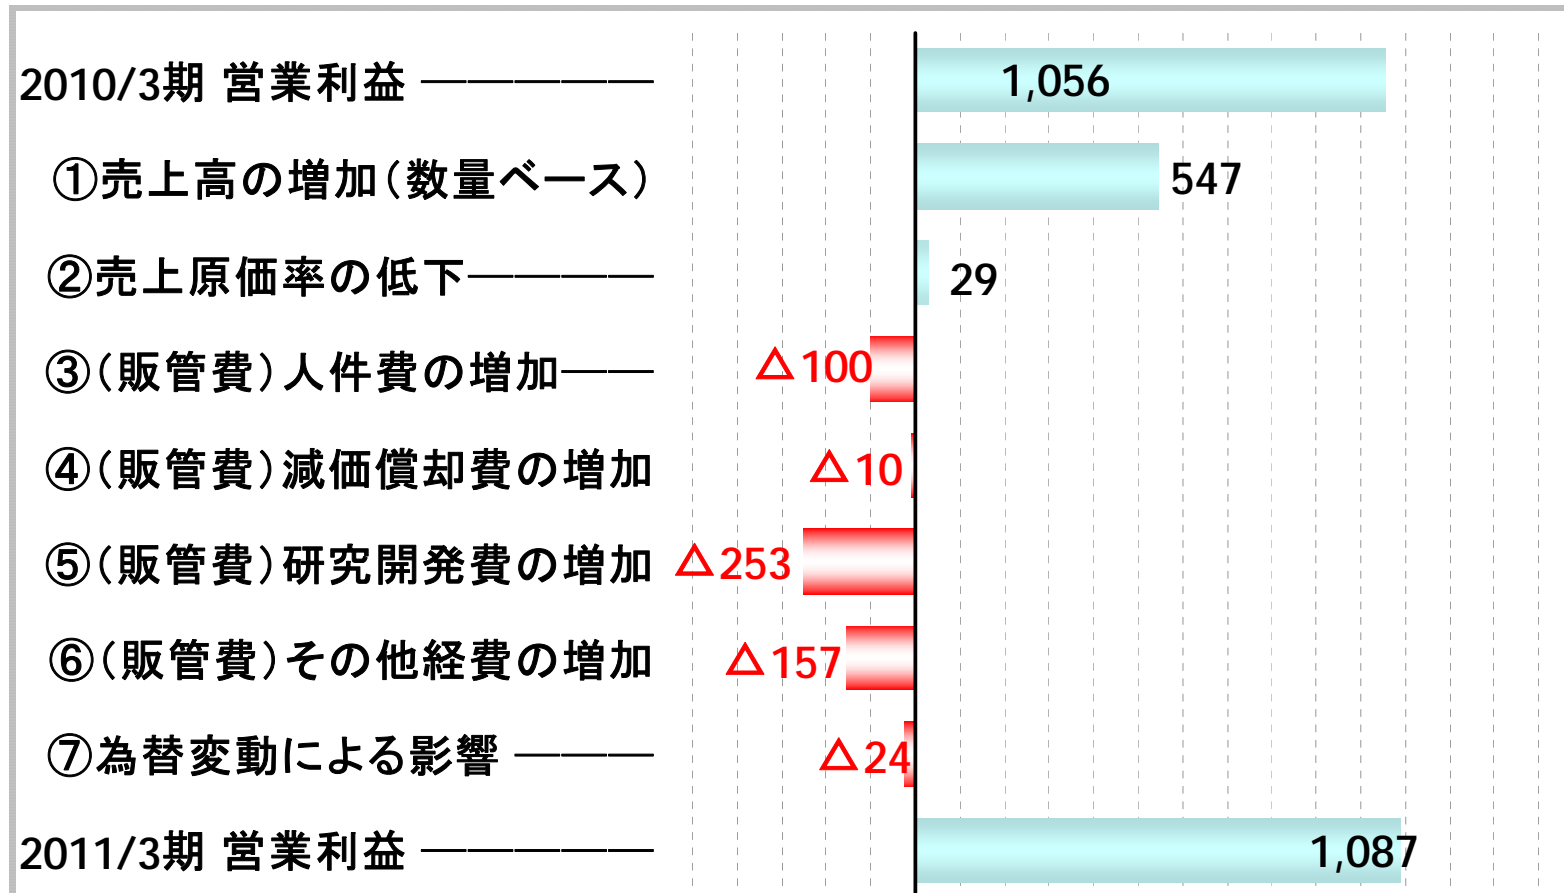 2010/3期 営業利益 ───── 1,056
①売上高の増加(数量ベース) 547
②売上原価率の低下──── 29
③(販管費)人件費の増加── △100
④(販管費)減価償却費の増加 △10
⑤(販管費)研究開発費の増加 △253
⑥(販管費)その他経費の増加 △157
⑦為替変動による影響 ─── △24
2011/3期 営業利益 ───── 1,087